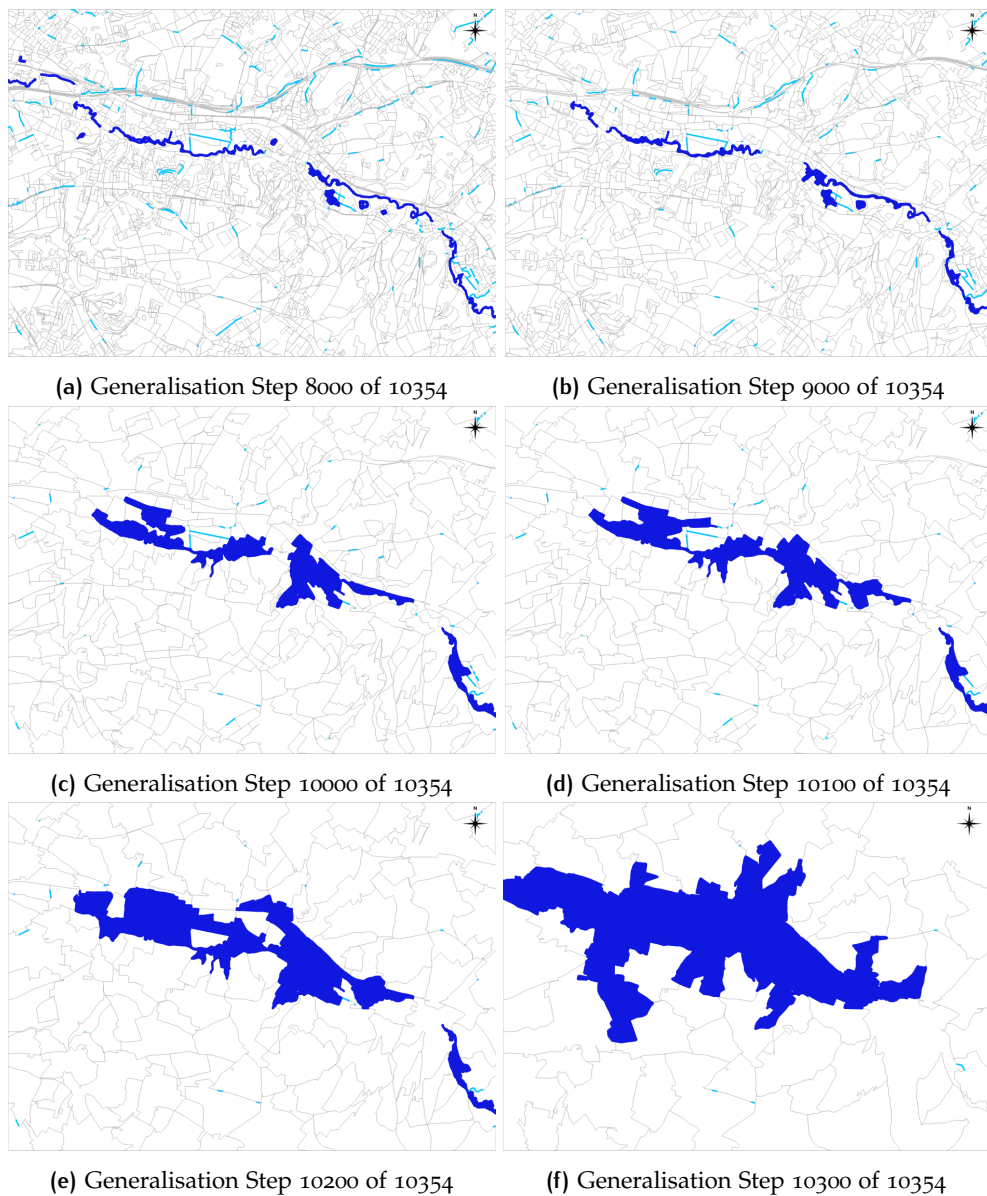 N
N
(a) Generalisation Step 8000 of 10354
(b) Generalisation Step 9000 of 10354
N
N
(c) Generalisation Step 10000 of 10354
(d) Generalisation Step 10100 of 10354
N
N
(e) Generalisation Step 10200 of 10354
(f) Generalisation Step 10300 of 10354